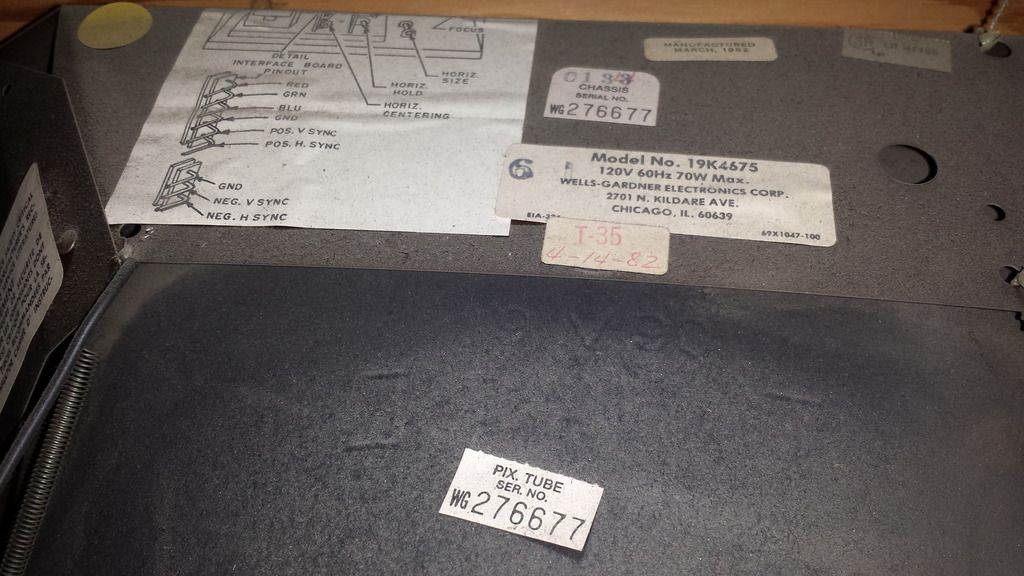 FOCUS
DETAIL
INTERFACE BOARD
PINOUT
RED
GRN
BLU
GND
POS. V SYNC
POS. H. SYNC
GND
NEG. V SYNC
NEG. H SYNC
HORIZ.
SIZE
HORIZ.
HOLD
HORIZ.
CENTERING
MANUFACTURED
MARCH, 1982
CHASSIS
SERIAL NO.
WG 276677
6
Model No. 19K4675
120V 60Hz 70W Max.
WELLS-GARDNER ELECTRONICS CORP.
2701 N. KILDARE AVE.
CHICAGO, IL. 60639
69X1047-100
T-35
4-14-82
PIX. TUBE
SER. NO.
WG 276677